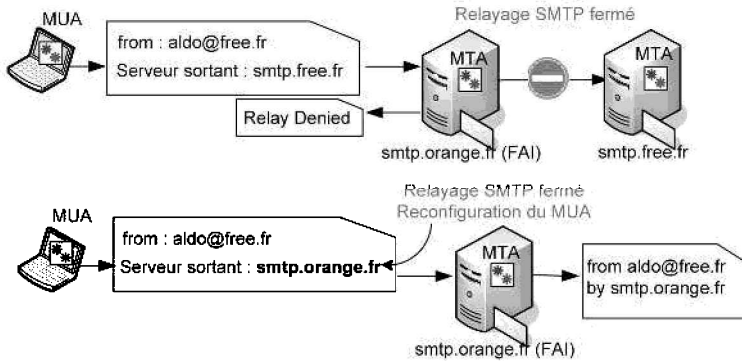 Relayage SMTP fermé
MUA
from : aldo@free.fr
Serveur sortant : smtp.free.fr
MTA
MTA
Relay Denied
smtp.orange.fr (FAI)
smtp.free.fr
Relayage SMTP fermé
Reconfiguration du MUA
MUA
from : aldo@free.fr
Serveur sortant : smtp.orange.fr
MTA
from aldo@free.fr
by smtp.orange.fr
smtp.orange.fr (FAI)